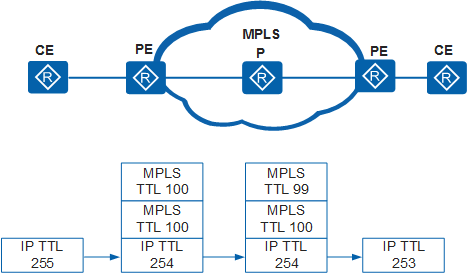 MPLS
CE PE P PE CE
R R R R R
MPLS MPLS
TTL 100 TTL 99
MPLS MPLS
TTL 100 TTL 100
IP TTL IP TTL IP TTL IP TTL
255 254 254 253